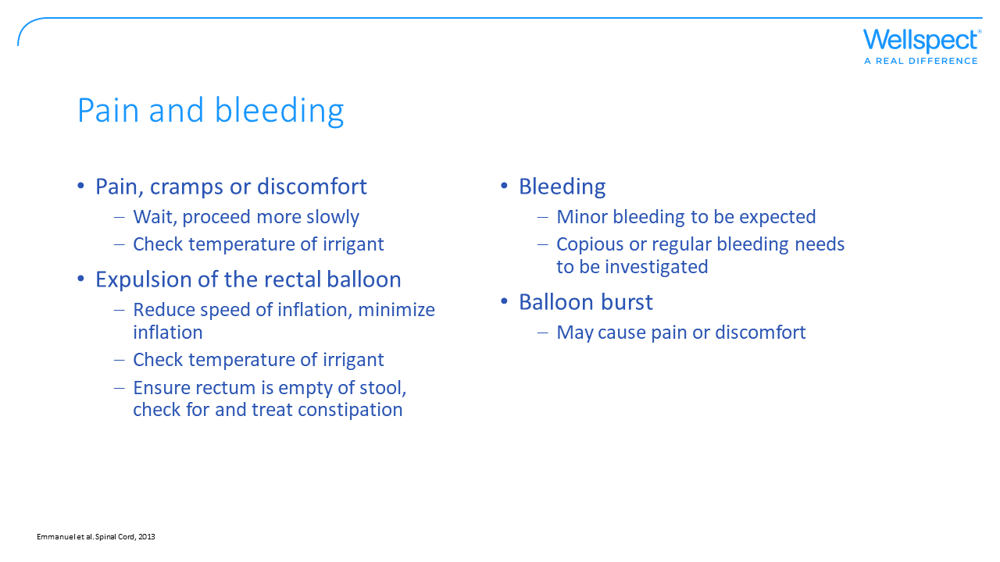 Wellspect®
A REAL DIFFERENCE
Pain and bleeding
• Pain, cramps or discomfort
– Wait, proceed more slowly
– Check temperature of irrigant
• Expulsion of the rectal balloon
– Reduce speed of inflation, minimize
inflation
– Check temperature of irrigant
– Ensure rectum is empty of stool,
check for and treat constipation
• Bleeding
– Minor bleeding to be expected
– Copious or regular bleeding needs
to be investigated
• Balloon burst
– May cause pain or discomfort
Emmanuel et al. Spinal Cord, 2013